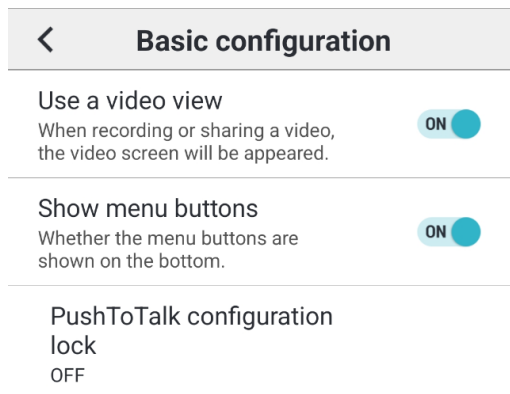 Basic configuration
Use a video view
ON
When recording or sharing a video,
the video screen will be appeared.
Show menu buttons
ON
Whether the menu buttons are
shown on the bottom.
PushToTalk configuration
lock
OFF